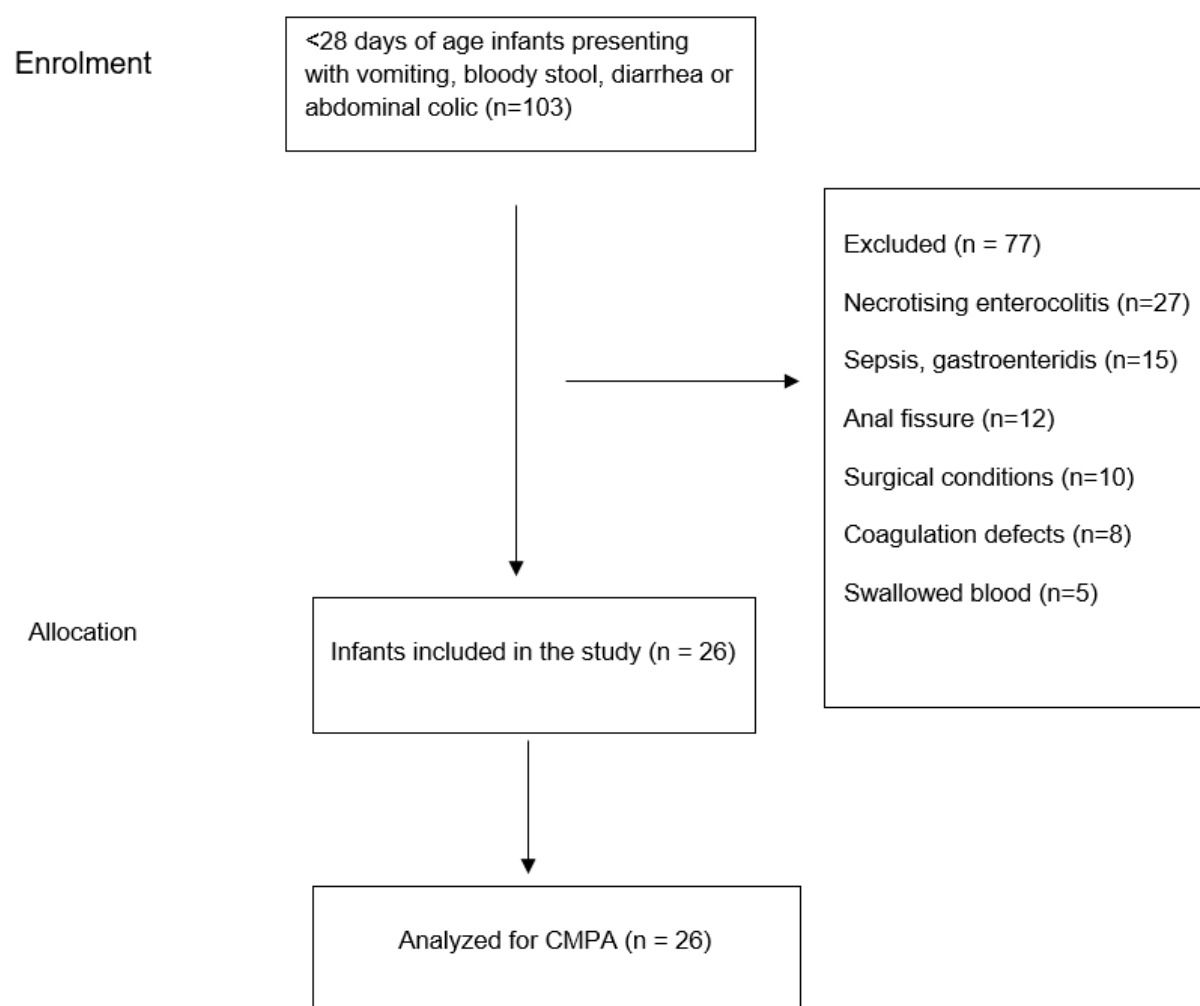 Enrolment
<28 days of age infants presenting
with vomiting, bloody stool, diarrhea or
abdominal colic (n=103)
Excluded (n = 77)
Necrotising enterocolitis (n=27)
Sepsis, gastroenteridis (n=15)
Anal fissure (n=12)
Surgical conditions (n=10)
Coagulation defects (n=8)
Swallowed blood (n=5)
Allocation
Infants included in the study (n = 26)
Analyzed for CMPA (n = 26)